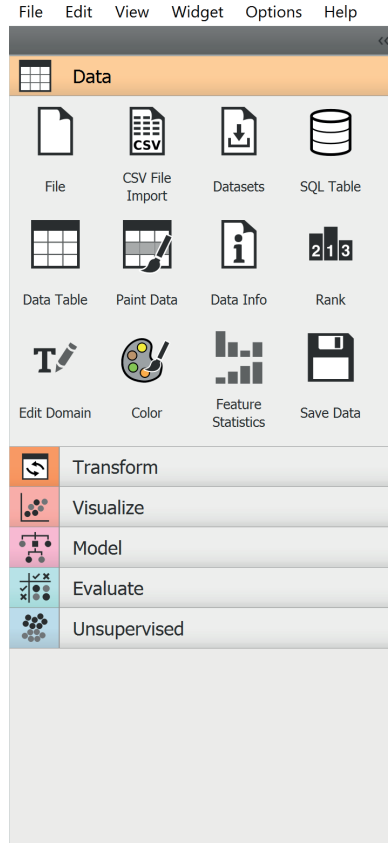 File Edit View Widget Options Help
«
Data
CSV
File CSV File Import Datasets SQL Table
2 1 3
Data Table Paint Data Data Info Rank
T
Edit Domain Color Feature Statistics Save Data
Transform
Visualize
Model
Evaluate
Unsupervised